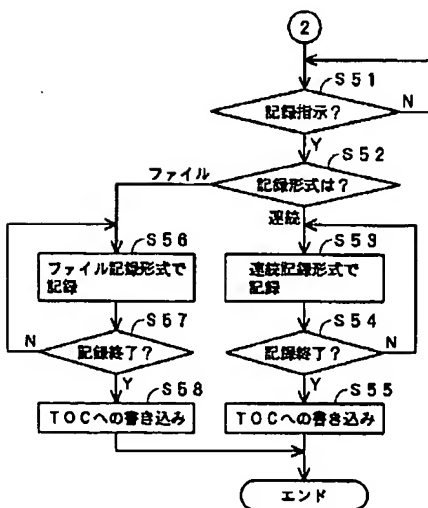 2
S51
記録指示?
N
Y
S52
記録形式は?
ファイル
連続
S56
S53
ファイル記録形式で
記録
連続記録形式で
記録
S57
S54
記録終了?
N
記録終了?
N
Y
Y
S58
S55
TOCへの書き込み
TOCへの書き込み
エンド